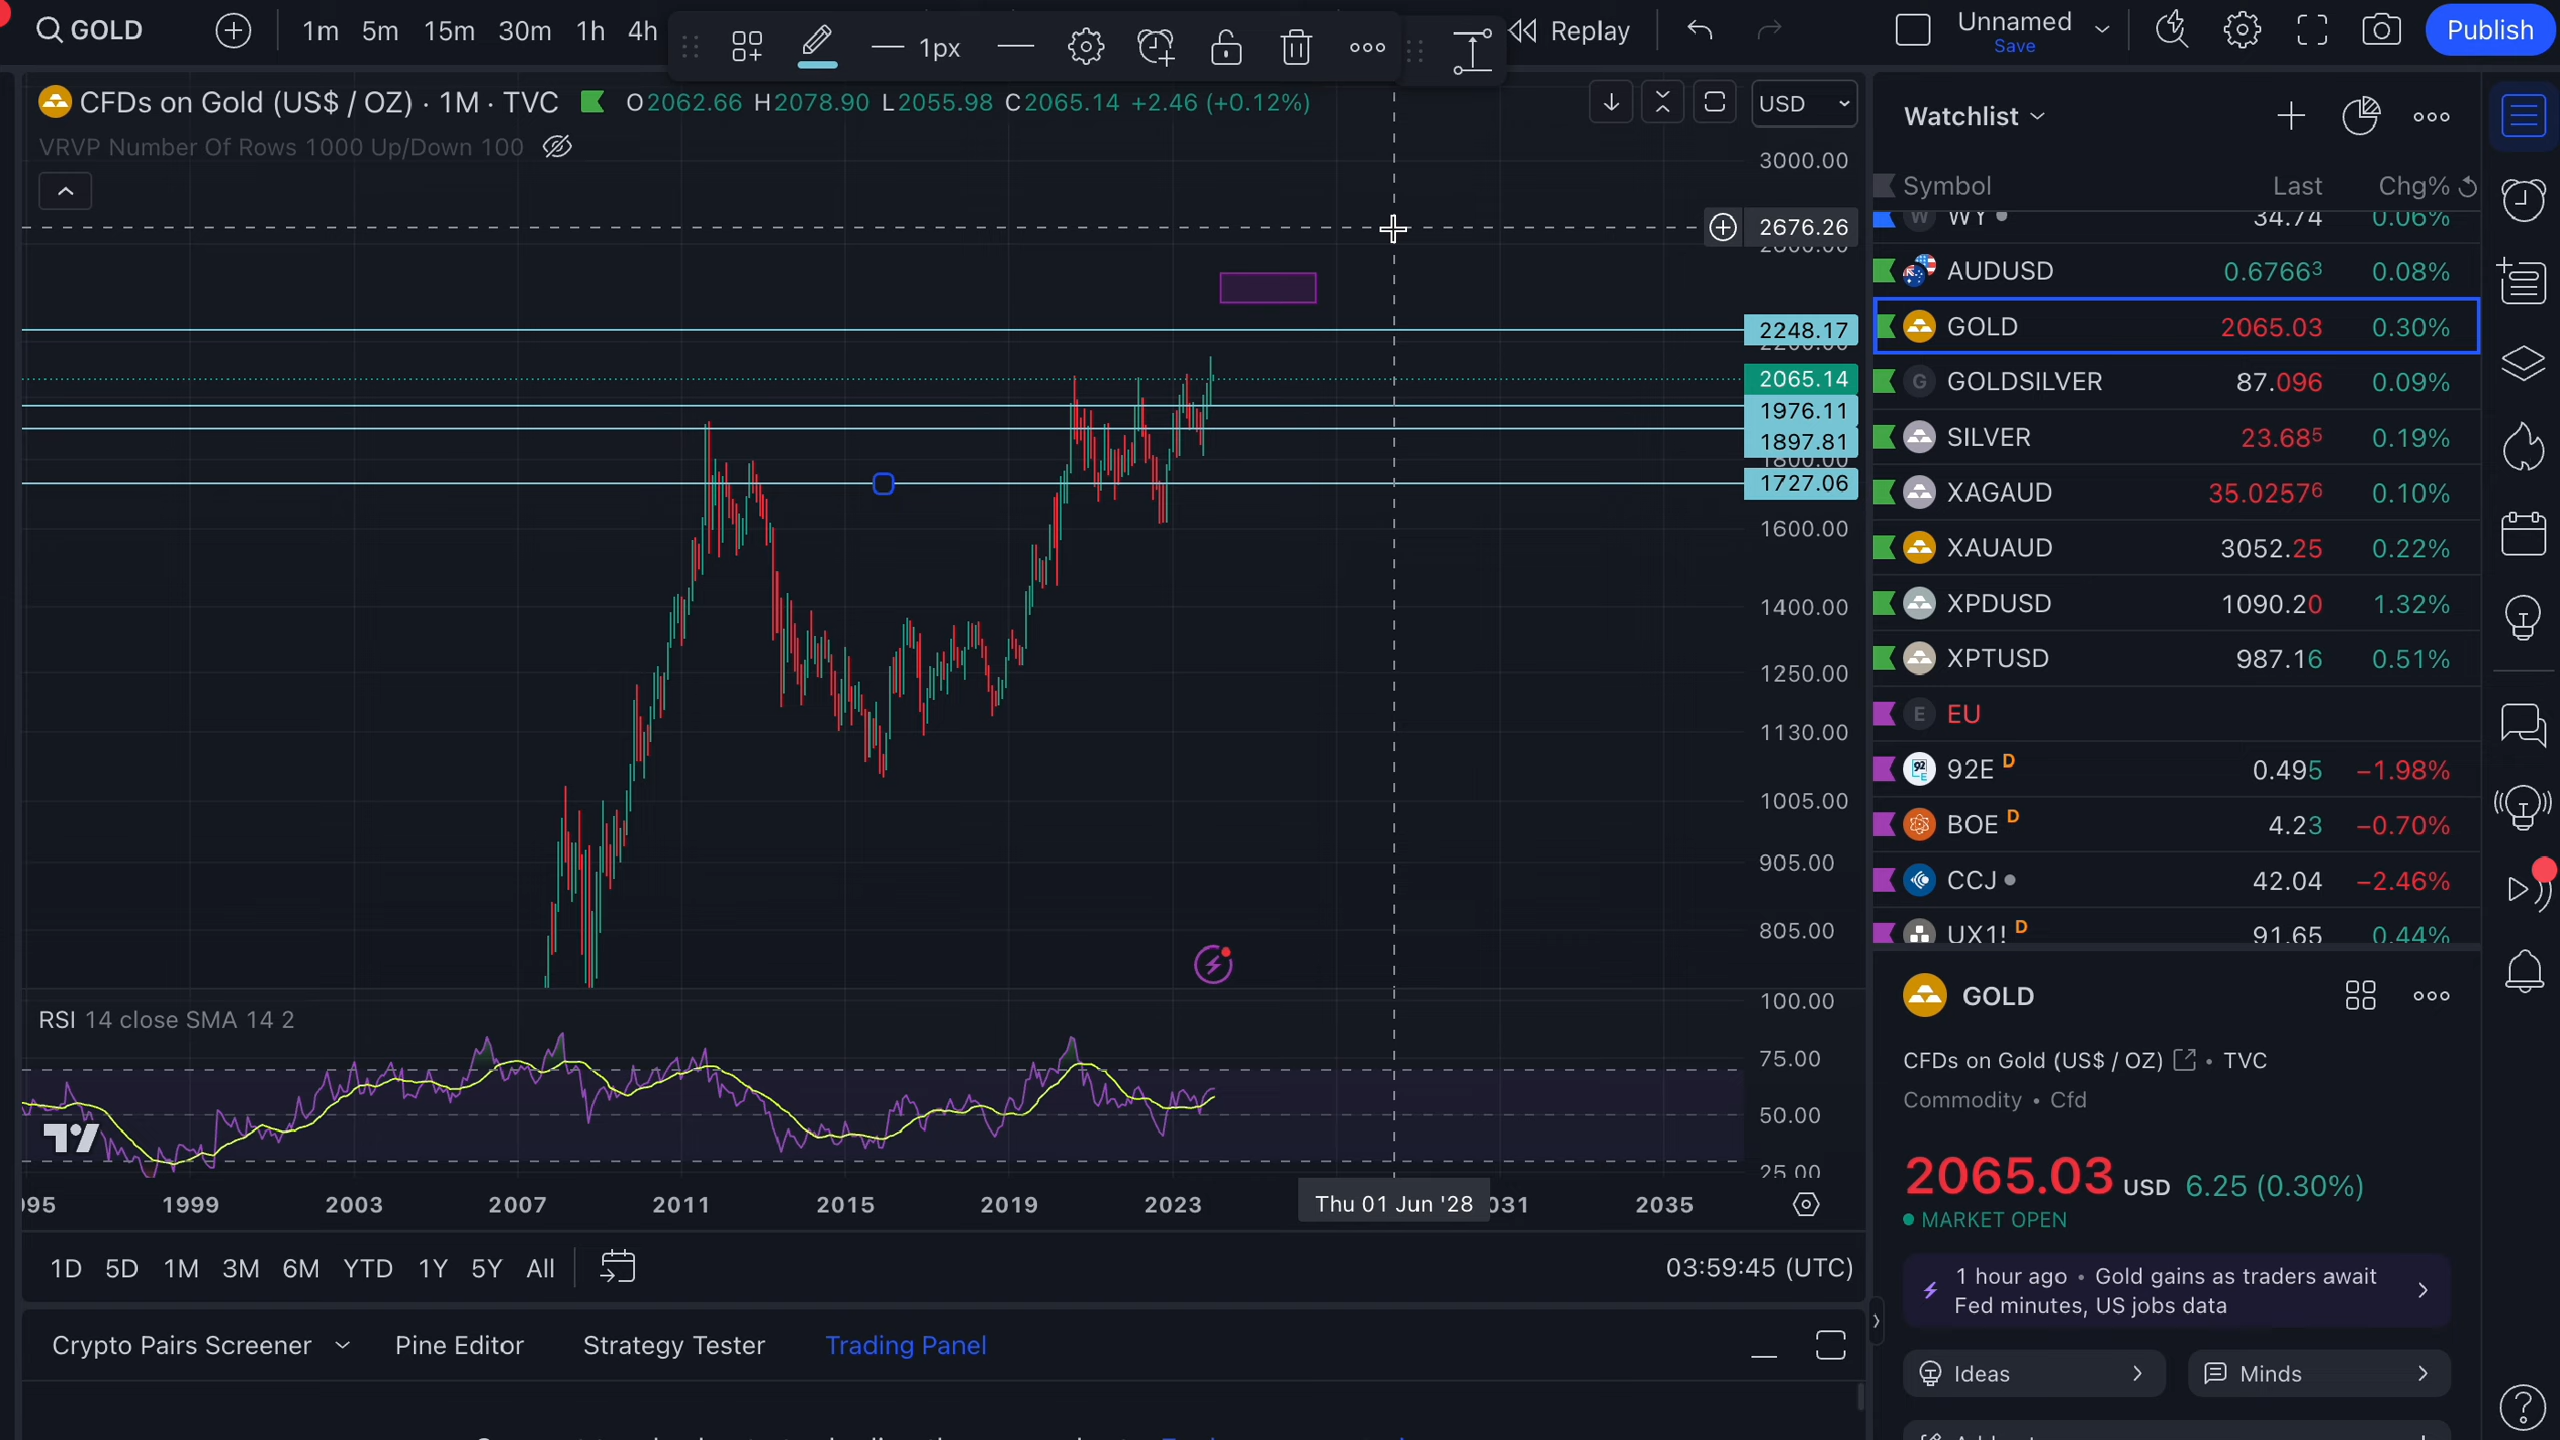 GOLD
1m 5m 15m 30m 1h 4h
1px
Replay
Unnamed
Save
Publish
CFDs on Gold (US$ / OZ) · 1M · TVC O2062.66 H2078.90 L2055.98 C2065.14 +2.46 (+0.12%)
USD
VRVP Number Of Rows 1000 Up/Down 100
3000.00
2676.26
2248.17
2065.14
1976.11
1897.81
1800.00
1727.06
1600.00
1400.00
1250.00
1130.00
1005.00
905.00
805.00
RSI 14 close SMA 14 2
100.00
75.00
50.00
25.00
1999 2003 2007 2011 2015 2019 2023 Thu 01 Jun '28 2035
1D 5D 1M 3M 6M YTD 1Y 5Y All
03:59:45 (UTC)
Crypto Pairs Screener Pine Editor Strategy Tester Trading Panel
Watchlist
Symbol Last Chg%
WY 34.74 0.06%
AUDUSD 0.67663 0.08%
GOLD 2065.03 0.30%
GOLDSILVER 87.096 0.09%
SILVER 23.685 0.19%
XAGAUD 35.02576 0.10%
XAUAUD 3052.25 0.22%
XPDUSD 1090.20 1.32%
XPTUSD 987.16 0.51%
E EU
92E D 0.495 −1.98%
BOE D 4.23 −0.70%
CCJ 42.04 −2.46%
UX1! D 91.65 0.44%
GOLD
CFDs on Gold (US$ / OZ) • TVC
Commodity • Cfd
2065.03 USD 6.25 (0.30%)
MARKET OPEN
1 hour ago • Gold gains as traders await
Fed minutes, US jobs data
Ideas
Minds